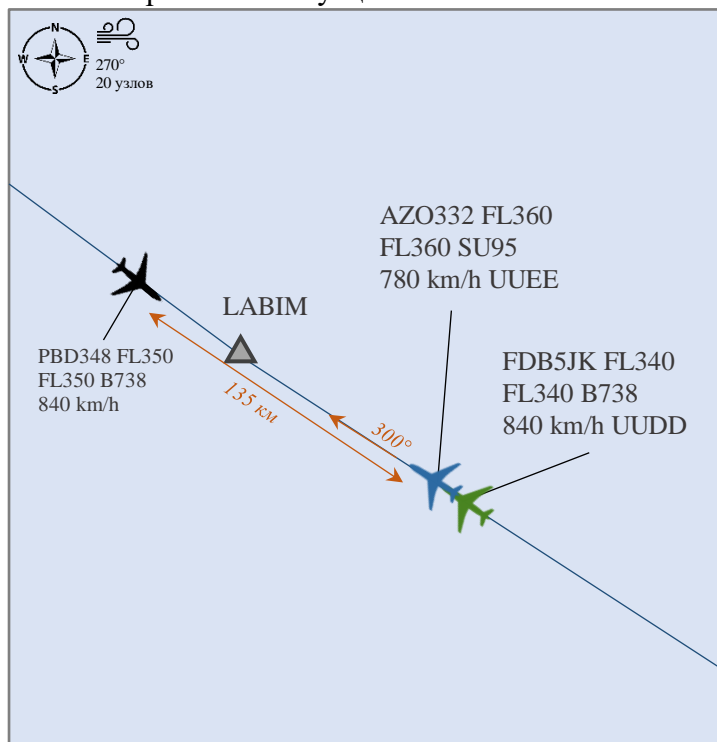 N
W E
S
270°
20 узлов
AZO332 FL360
FL360 SU95
780 km/h UUEE
LABIM
PBD348 FL350
FL350 B738
840 km/h
FDB5JK FL340
FL340 B738
840 km/h UUDD
135 км
300°